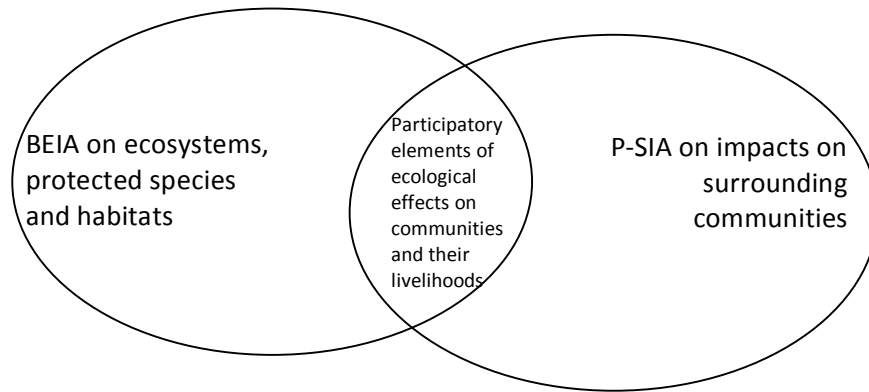 BEIA on ecosystems,
protected species
and habitats
Participatory
elements of
ecological
effects on
communities
and their
livelihoods
P-SIA on impacts on
surrounding
communities